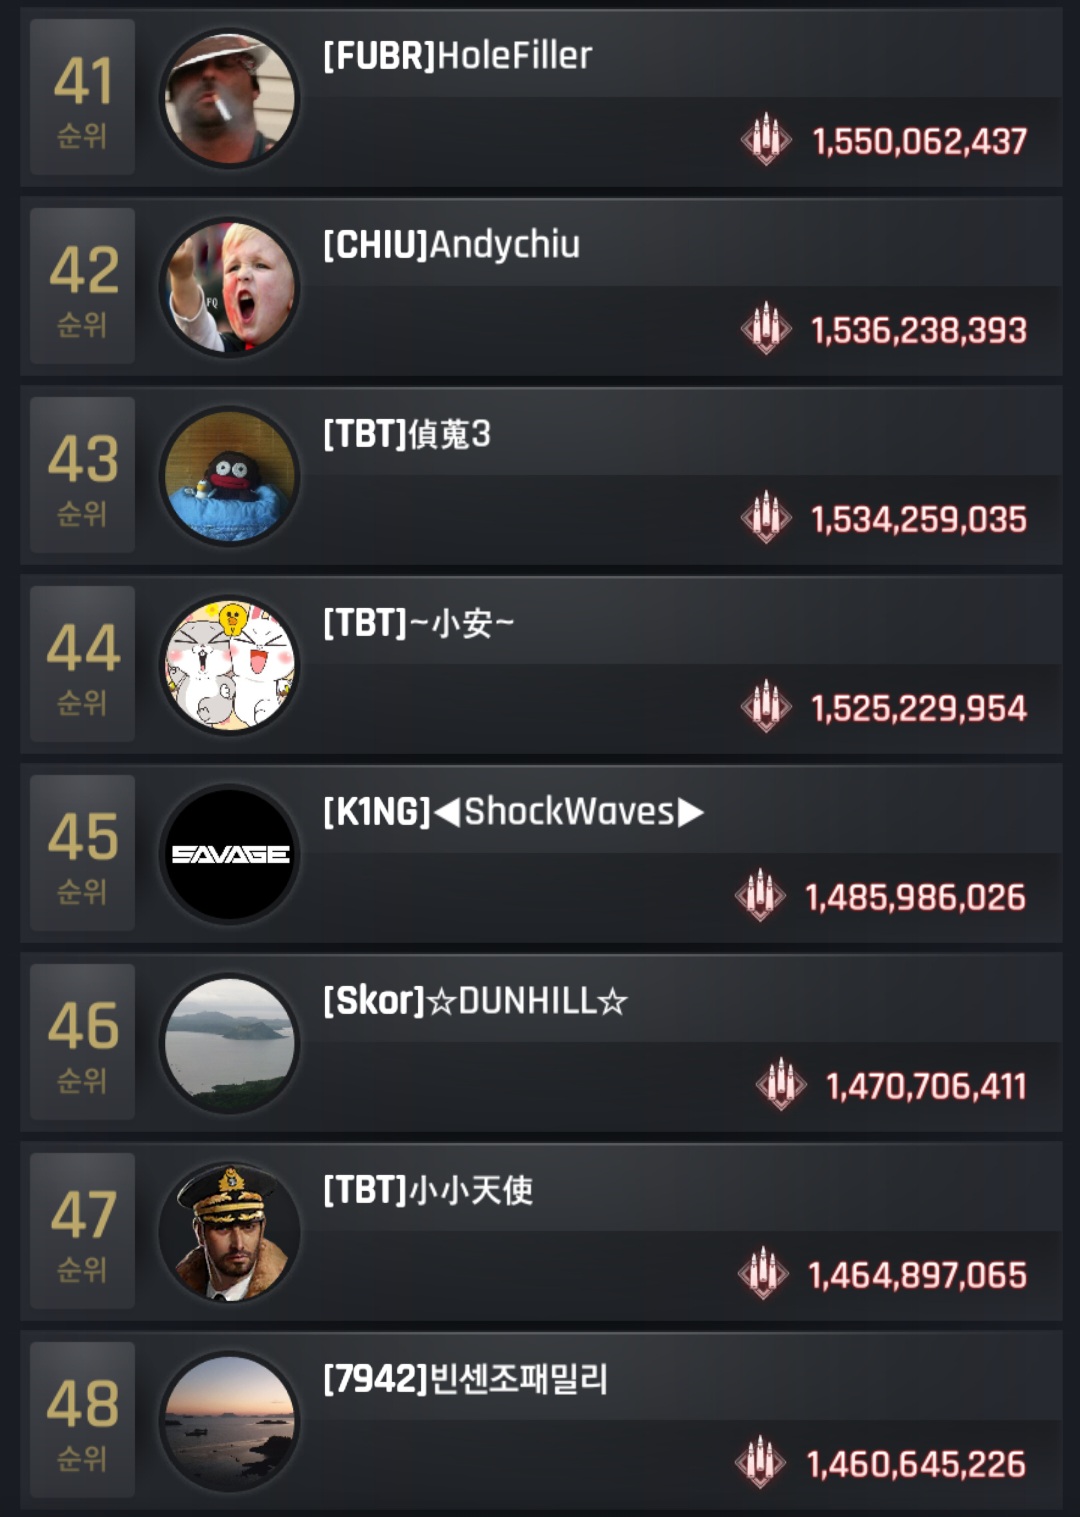 41
순위
[FUBR]HoleFiller
1,550,062,437
42
순위
FQ
[CHIU]Andychiu
1,536,238,393
43
순위
[TBT]偵蒐3
1,534,259,035
44
순위
[TBT]~小安~
1,525,229,954
45
순위
SAVAGE
[K1NG]◀ShockWaves▶
1,485,986,026
46
순위
[Skor]☆DUNHILL☆
1,470,706,411
47
순위
[TBT]小小天使
1,464,897,065
48
순위
[7942]빈센조패밀리
1,460,645,226